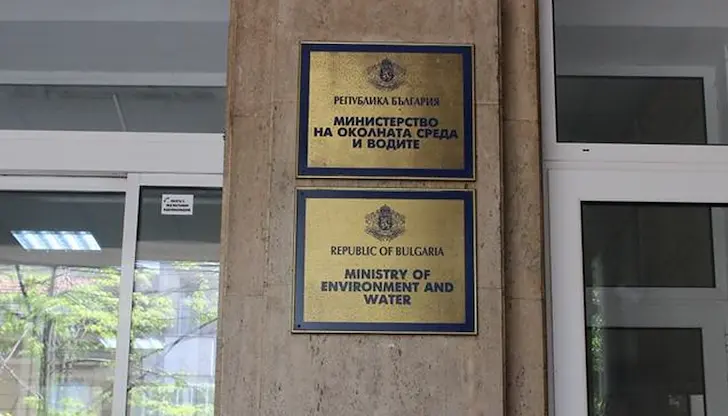 РЕПУБЛИКА БЪЛГАРИЯ
МИНИСТЕРСТВО
НА ОКОЛНАТА СРЕДА
И ВОДИТЕ
REPUBLIC OF BULGARIA
MINISTRY OF
ENVIRONMENT AND
WATER